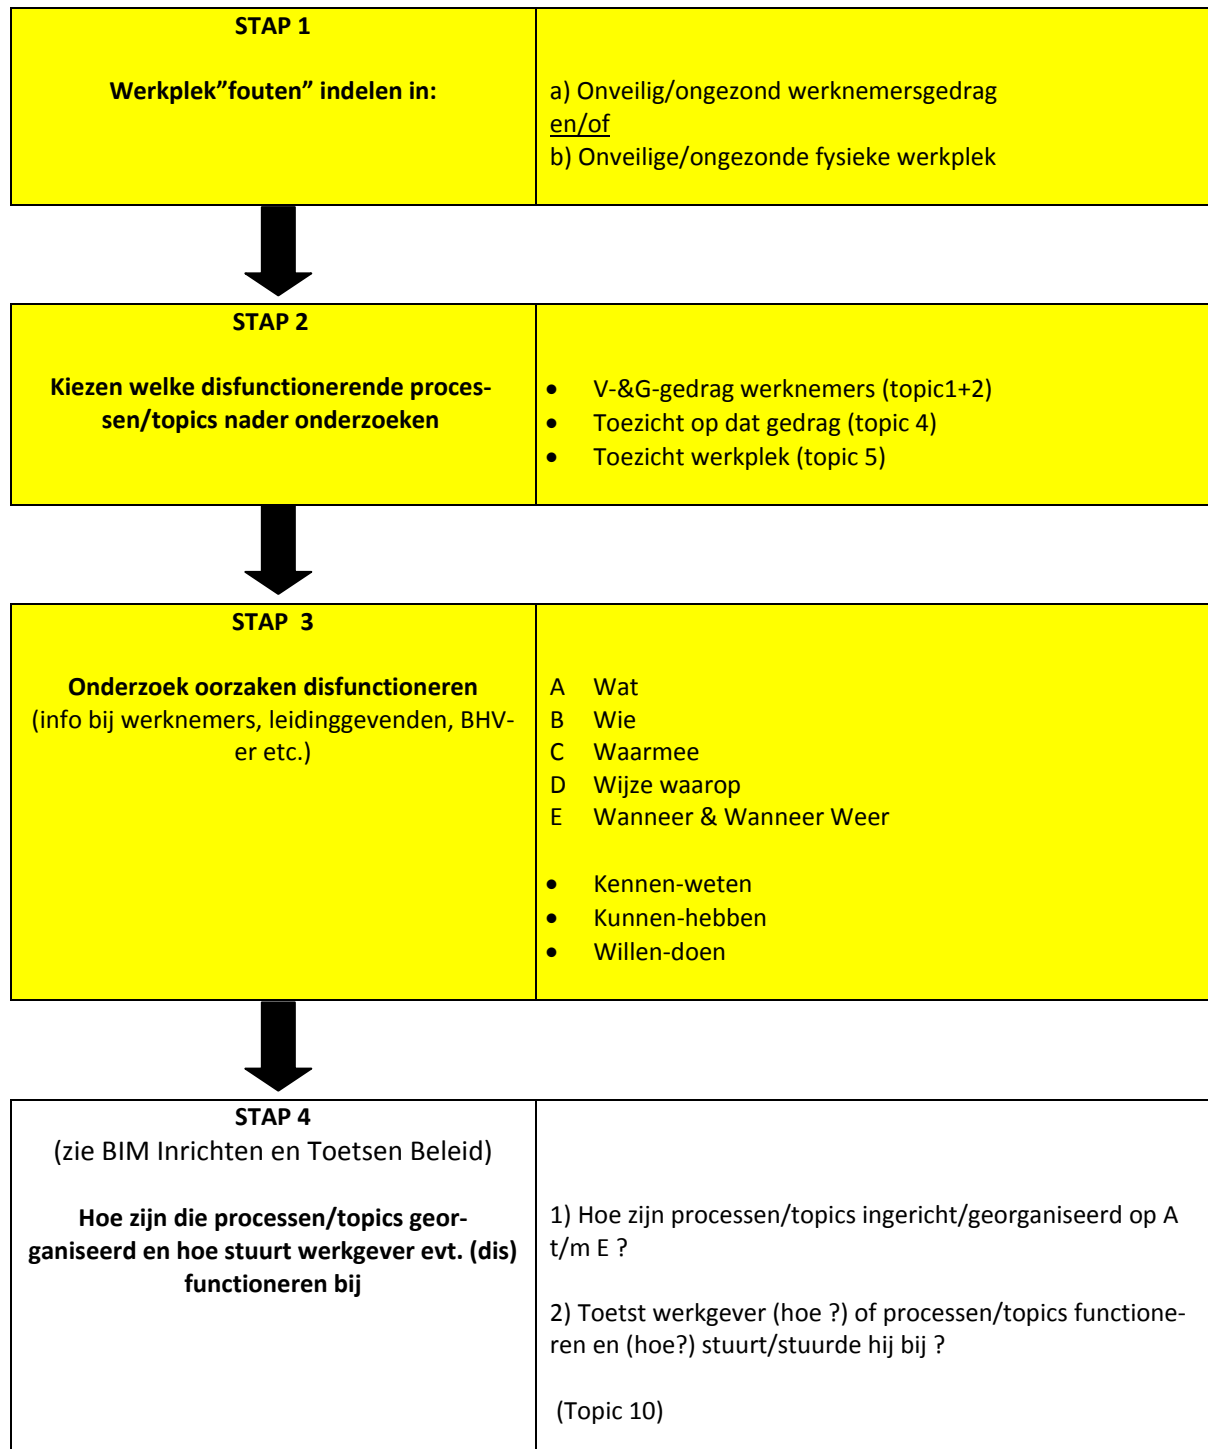 STAP 1
Werkplek”fouten” indelen in:
a) Onveilig/ongezond werknemersgedrag
en/of
b) Onveilige/ongezonde fysieke werkplek
STAP 2
Kiezen welke disfunctionerende proces-
sen/topics nader onderzoeken
• V-&G-gedrag werknemers (topic1+2)
• Toezicht op dat gedrag (topic 4)
• Toezicht werkplek (topic 5)
STAP 3
Onderzoek oorzaken disfunctioneren
(info bij werknemers, leidinggevenden, BHV-
er etc.)
A Wat
B Wie
C Waarmee
D Wijze waarop
E Wanneer & Wanneer Weer
• Kennen-weten
• Kunnen-hebben
• Willen-doen
STAP 4
(zie BIM Inrichten en Toetsen Beleid)
Hoe zijn die processen/topics geor-
ganiseerd en hoe stuurt werkgever evt. (dis)
functioneren bij
1) Hoe zijn processen/topics ingericht/georganiseerd op A
t/m E ?
2) Toetst werkgever (hoe ?) of processen/topics functione-
ren en (hoe?) stuurt/stuurde hij bij ?
(Topic 10)